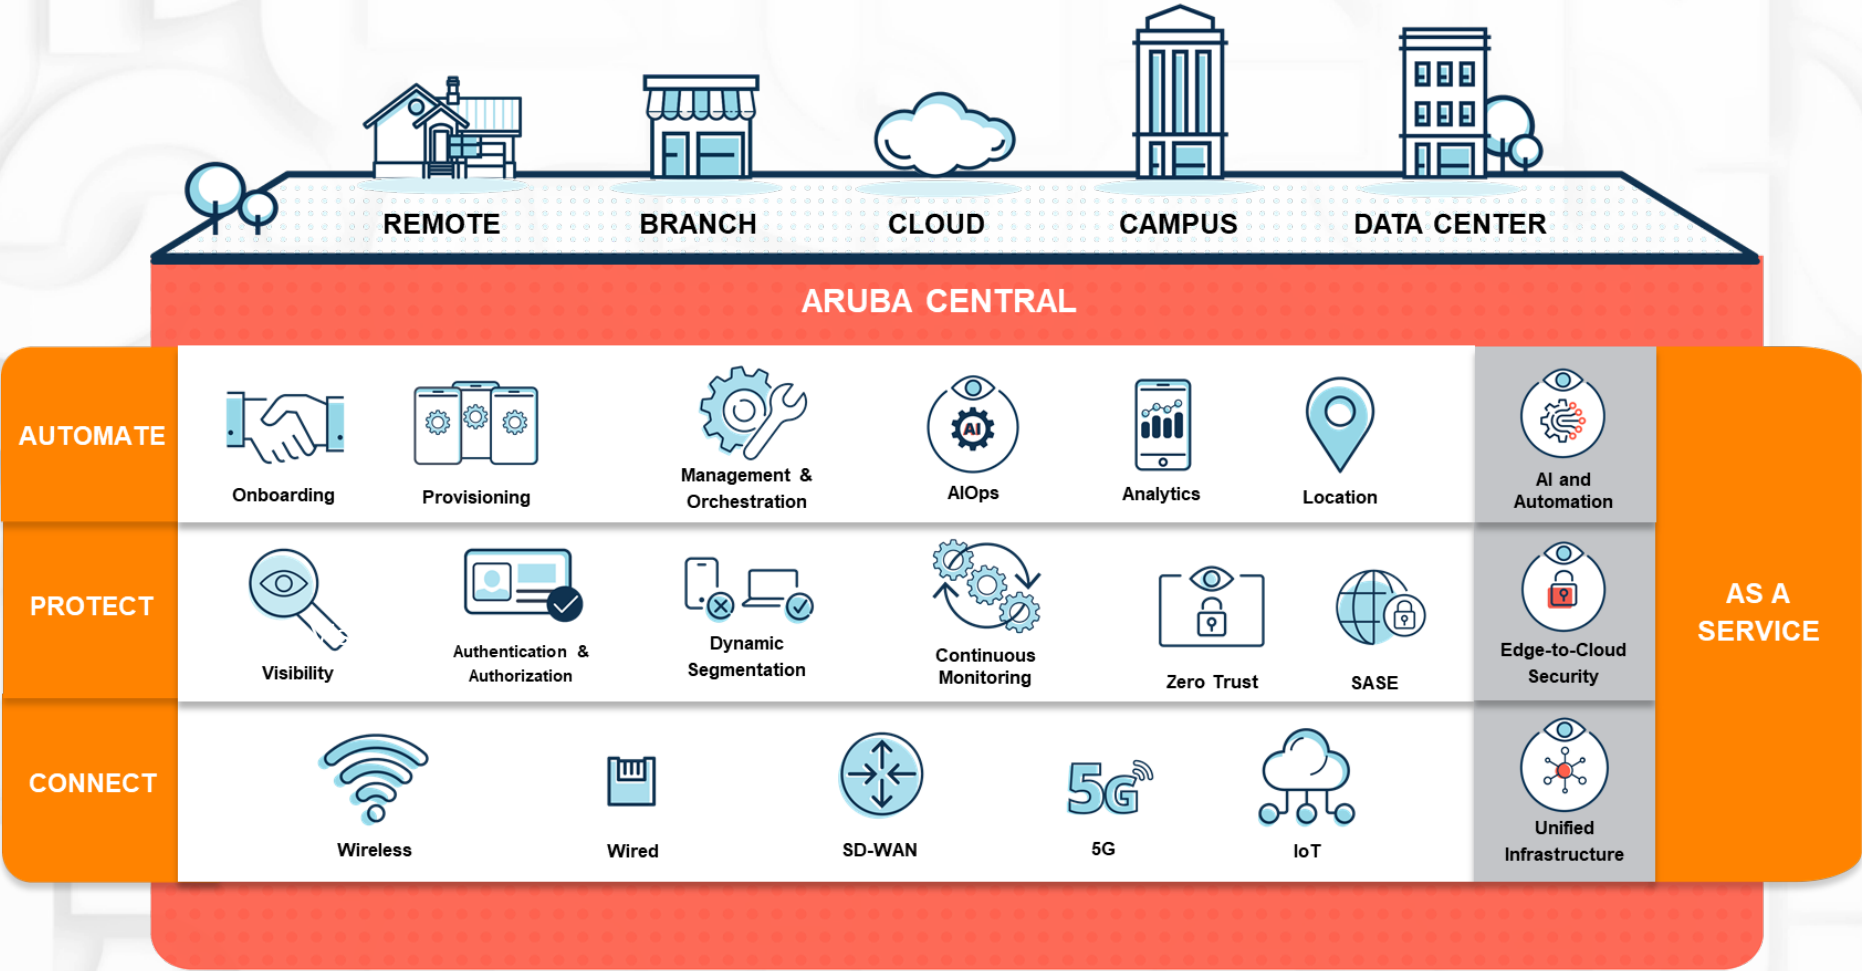 REMOTE
BRANCH
CLOUD
CAMPUS
DATA CENTER
ARUBA CENTRAL
AUTOMATE
Onboarding
Provisioning
Management &
Orchestration
AI
AIOps
Analytics
Location
AI and
Automation
PROTECT
Visibility
Authentication &
Authorization
Dynamic
Segmentation
Continuous
Monitoring
Zero Trust
SASE
Edge-to-Cloud
Security
AS A
SERVICE
CONNECT
Wireless
Wired
SD-WAN
5G
5G
IoT
Unified
Infrastructure